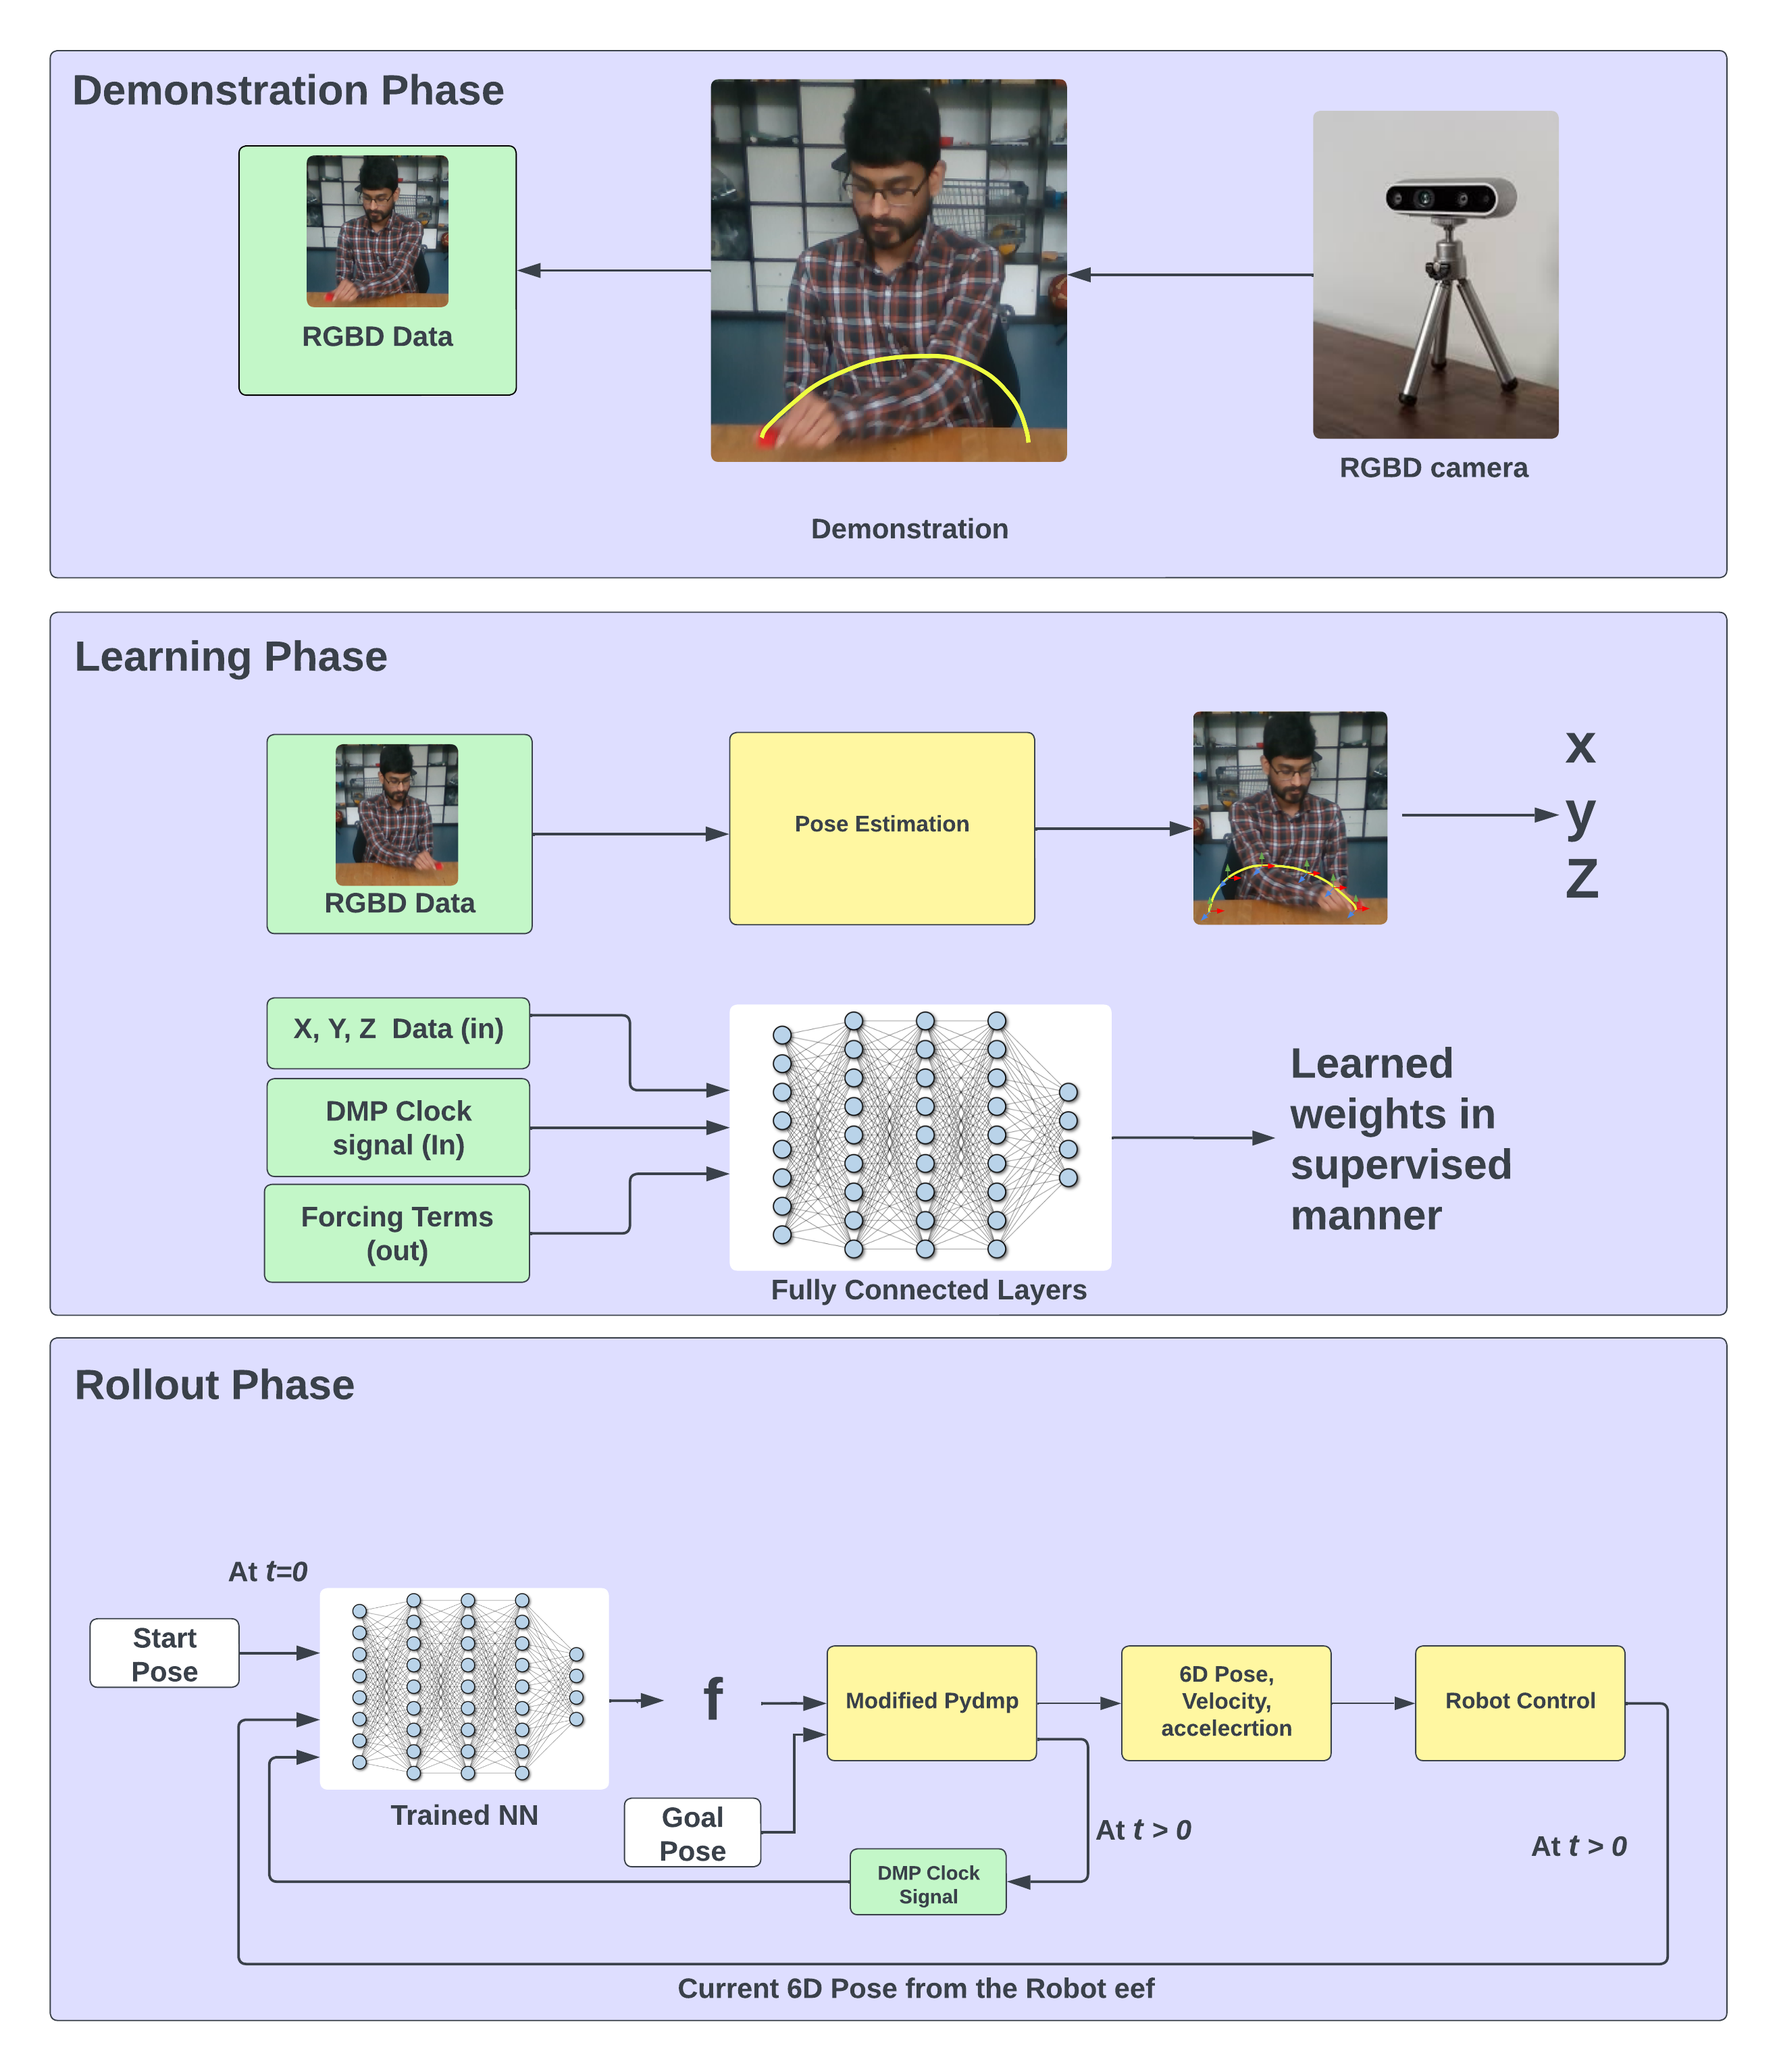 Demonstration Phase
RGBD Data
RGBD camera
Demonstration
Learning Phase
RGBD Data
Pose Estimation
x
y
Z
X, Y, Z  Data (in)
DMP Clock
signal (In)
Forcing Terms
(out)
Fully Connected Layers
Learned
weights in
supervised
manner
Rollout Phase
At t=0
Start
Pose
Trained NN
f
Goal
Pose
Modified Pydmp
6D Pose,
Velocity,
accelecrtion
Robot Control
At t > 0
DMP Clock
Signal
At t > 0
Current 6D Pose from the Robot eef